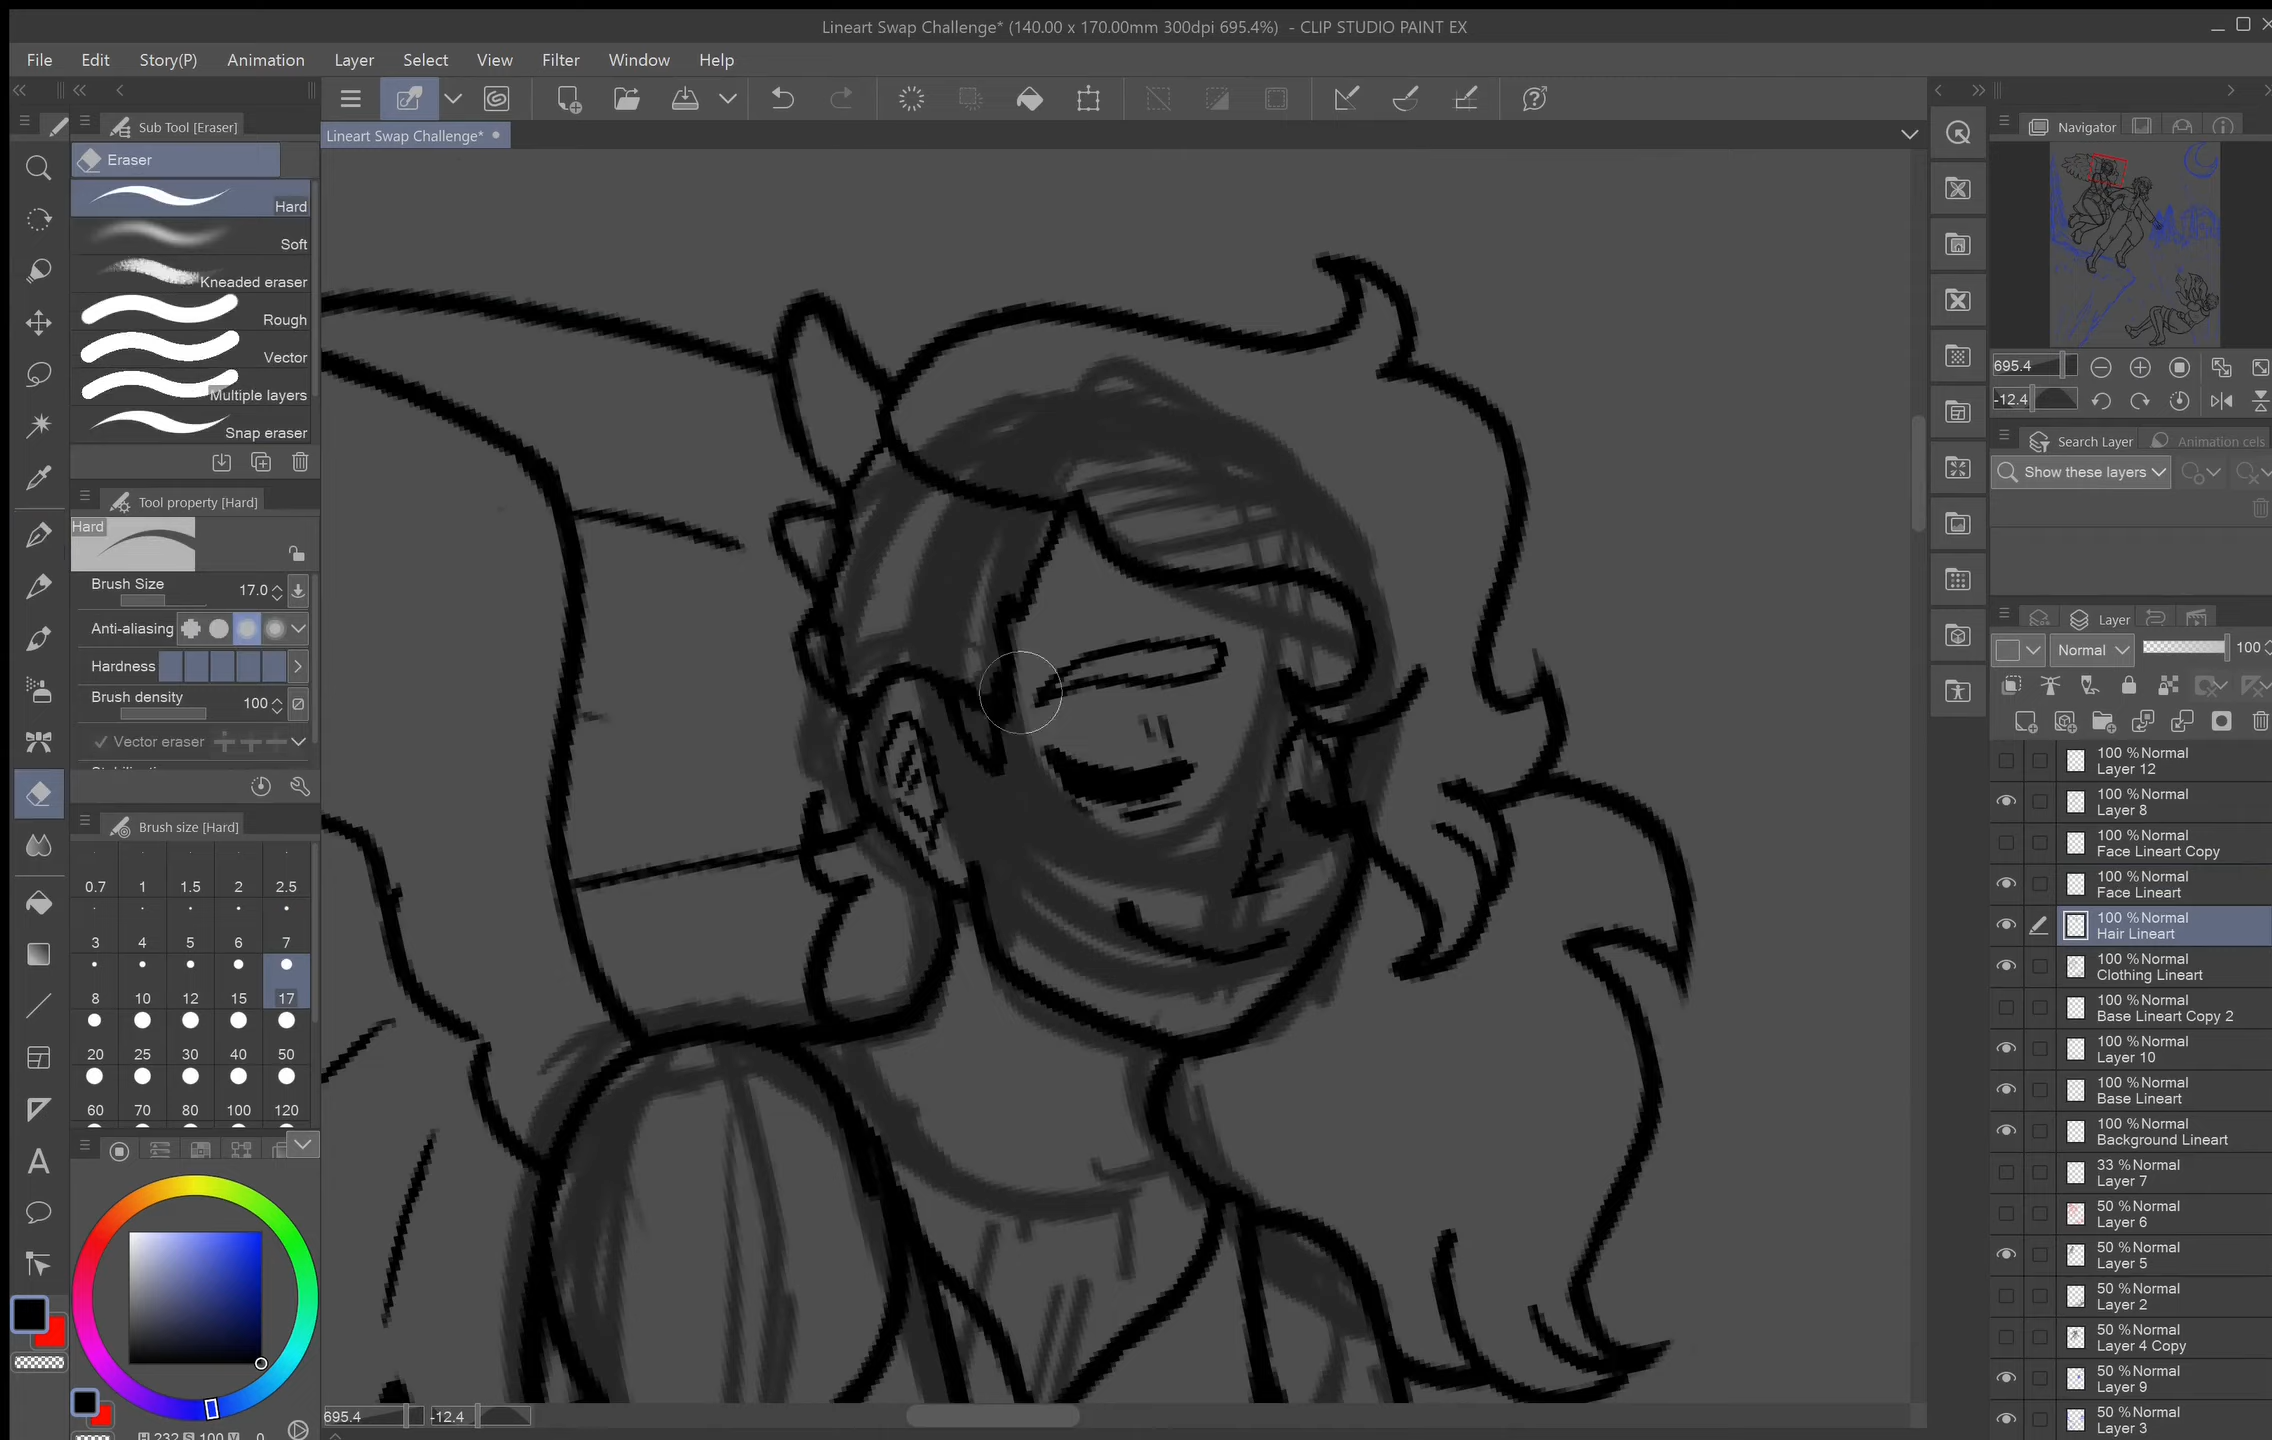 Lineart Swap Challenge* (140.00 x 170.00mm 300dpi 695.4%) - CLIP STUDIO PAINT EX
File Edit Story(P) Animation Layer Select View Filter Window Help
Sub Tool [Eraser]
Eraser
Hard
Soft
Kneaded eraser
Rough
Vector
Multiple layers
Snap eraser
Tool property [Hard]
Hard
Brush Size 17.0
Anti-aliasing
Hardness
Brush density 100
Vector eraser
Brush size [Hard]
0.7 1 1.5 2 2.5
3 4 5 6 7
8 10 12 15 17
20 25 30 40 50
60 70 80 100 120
H 232 S 100 V 0
Lineart Swap Challenge*
695.4 -12.4
Navigator
695.4
-12.4
Search Layer Animation cels
Show these layers
Layer
Normal 100
100 %Normal
Layer 12
100 %Normal
Layer 8
100 %Normal
Face Lineart Copy
100 %Normal
Face Lineart
100 %Normal
Hair Lineart
100 %Normal
Clothing Lineart
100 %Normal
Base Lineart Copy 2
100 %Normal
Layer 10
100 %Normal
Base Lineart
100 %Normal
Background Lineart
33 %Normal
Layer 7
50 %Normal
Layer 6
50 %Normal
Layer 5
50 %Normal
Layer 2
50 %Normal
Layer 4 Copy
50 %Normal
Layer 9
50 %Normal
Layer 3